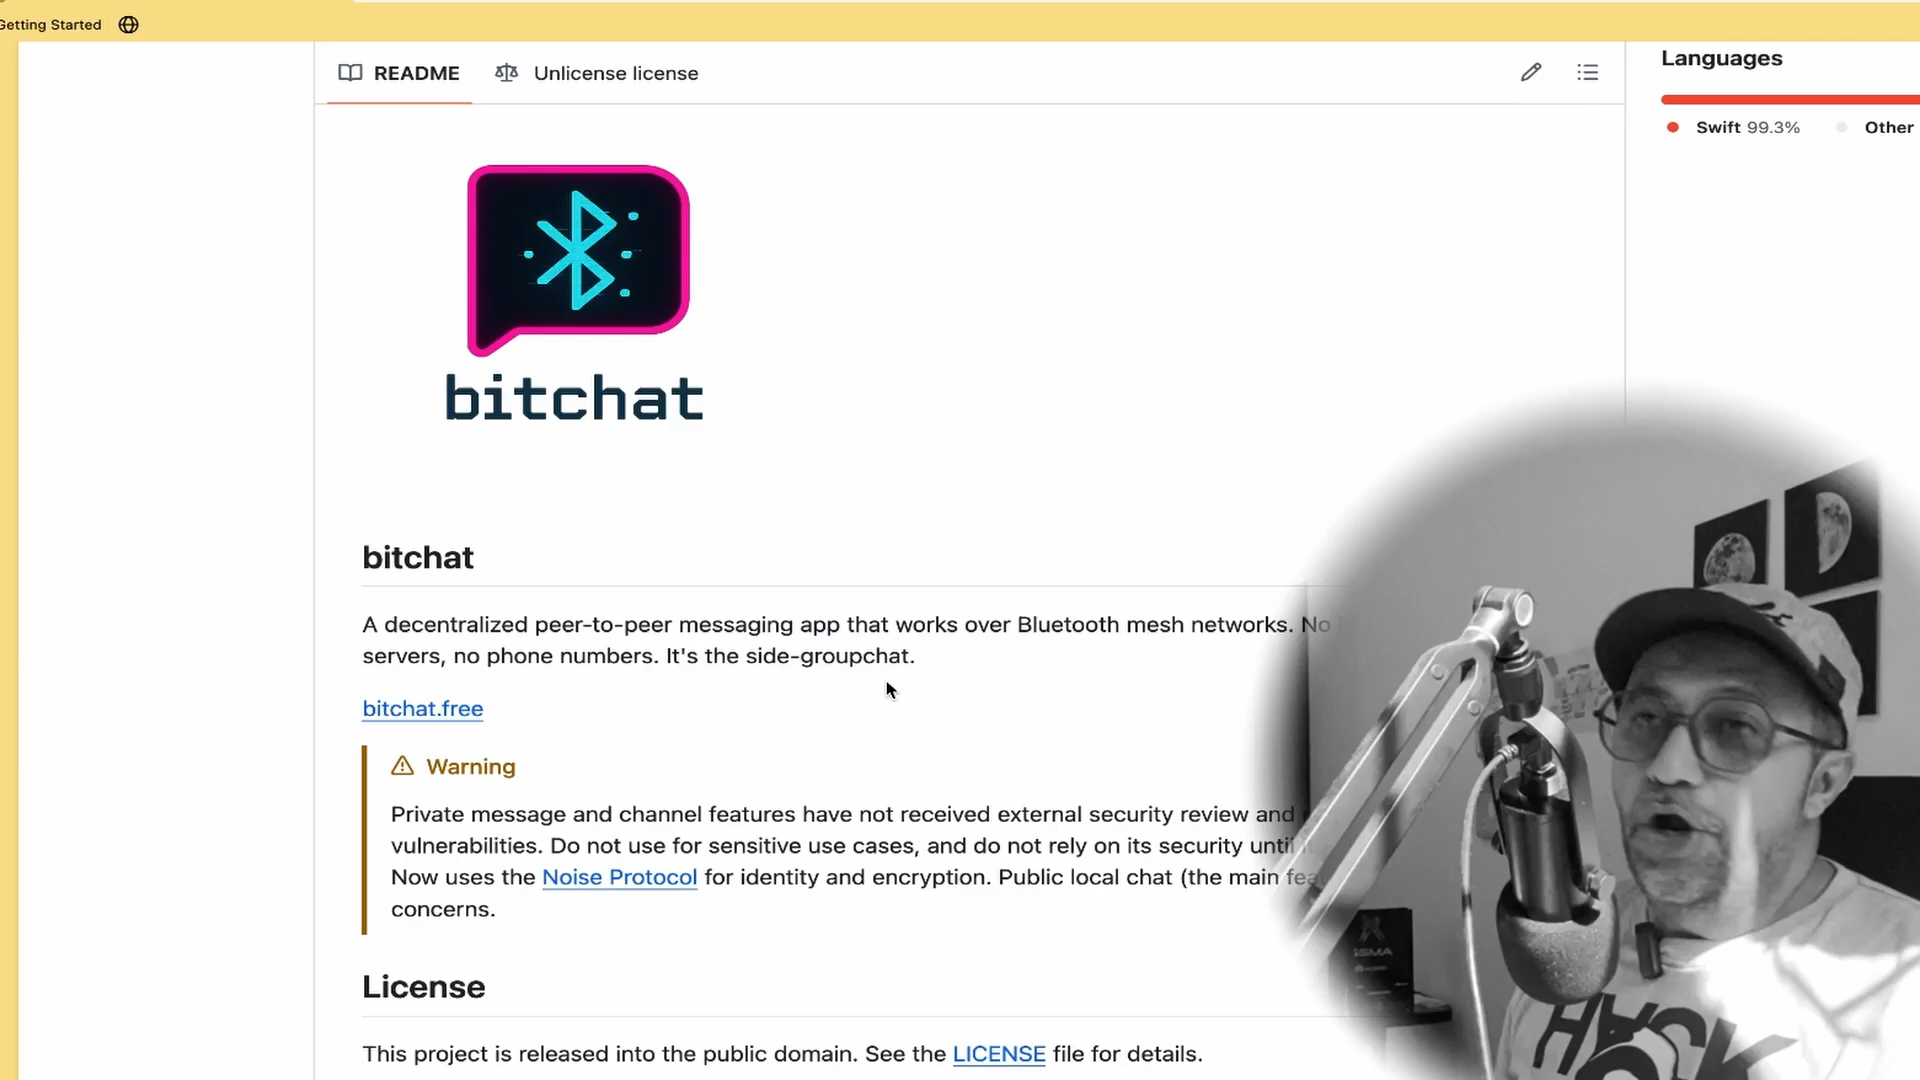 Getting Started
README
Unlicense license
Languages
Swift 99.3%
Other
bitchat
bitchat
A decentralized peer-to-peer messaging app that works over Bluetooth mesh networks. No
servers, no phone numbers. It's the side-groupchat.
bitchat.free
Warning
Private message and channel features have not received external security review and
vulnerabilities. Do not use for sensitive use cases, and do not rely on its security until
Now uses the Noise Protocol for identity and encryption. Public local chat (the main
concerns.
License
This project is released into the public domain. See the LICENSE file for details.
HACK